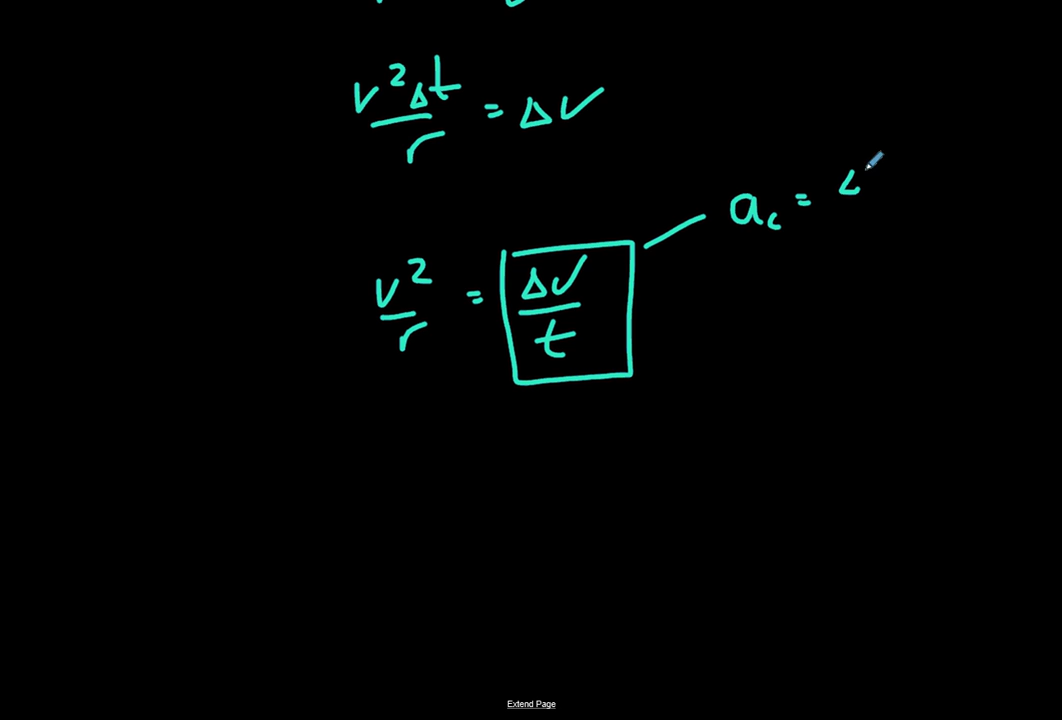 v²Δt/r = Δv
a꜀ =
v²/r = Δv/t
Extend Page